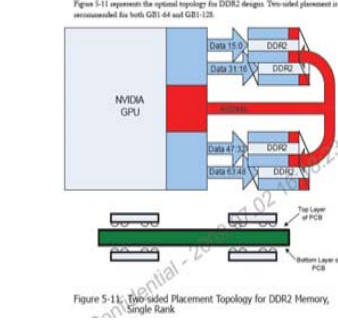 Figure 5-11 represents the optimal topology for DDR2 designs. Two-sided placement is
recommended for both GB1-64 and GB1-128.
NVIDIA
GPU
Data 15:0
DDR2
Data 31:16
DDR2
Data 47:32
DDR2
Data 63:48
DDR2
Top Layer
of PCB
Bottom Layer of
PCB
Figure 5-11. Two-sided Placement Topology for DDR2 Memory,
Single Rank